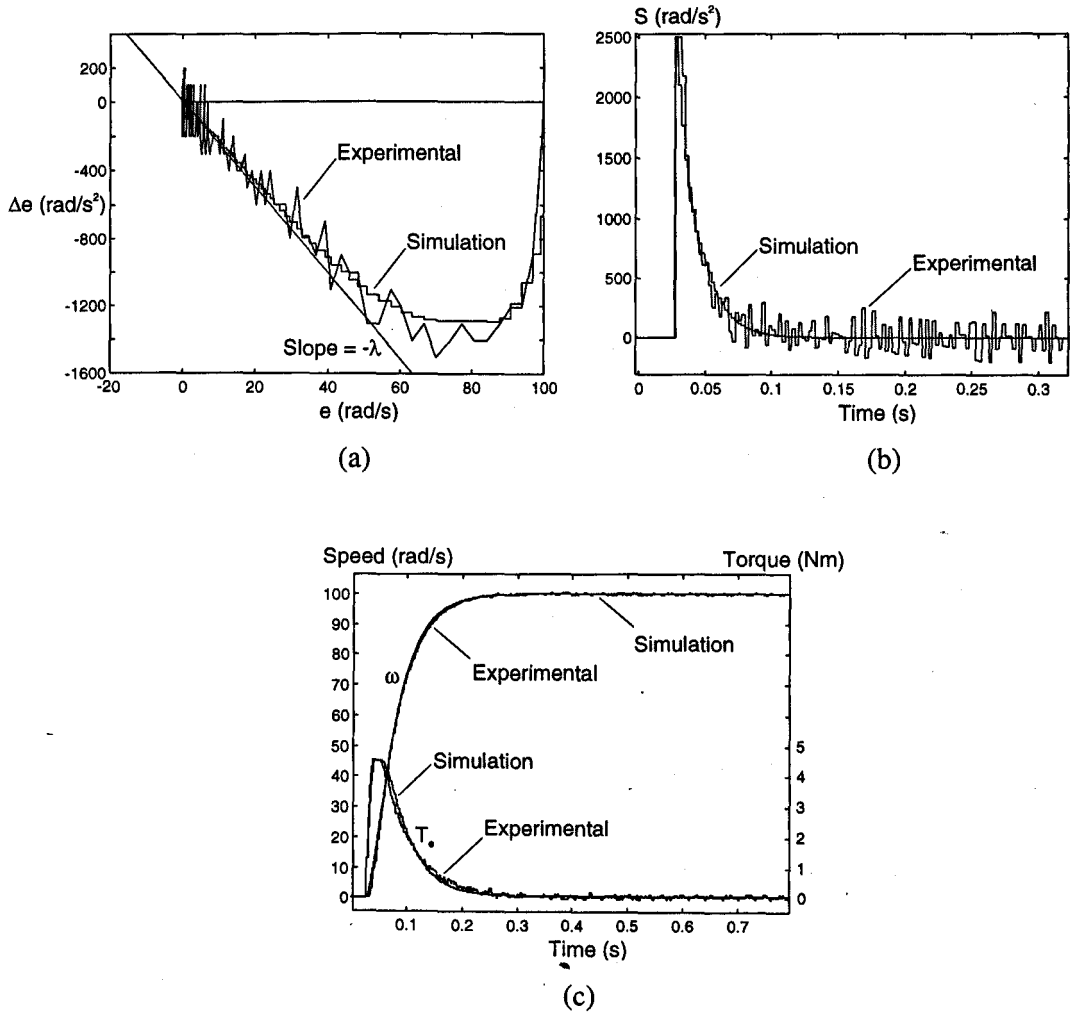 200
0
-400
-800
-1200
-1600
Δe (rad/s²)
Experimental
Simulation
Slope = -λ
-20
0
20
40
60
80
100
e (rad/s)
(a)
S (rad/s²)
2500
2000
1500
1000
500
0
Simulation
Experimental
0
0.05
0.1
0.15
0.2
0.25
0.3
Time (s)
(b)
Speed (rad/s)
Torque (Nm)
100
90
80
70
60
50
40
30
20
10
0
5
4
3
2
1
0
Simulation
Experimental
ω
Simulation
Experimental
Tₑ
0.1
0.2
0.3
0.4
0.5
0.6
0.7
Time (s)
(c)